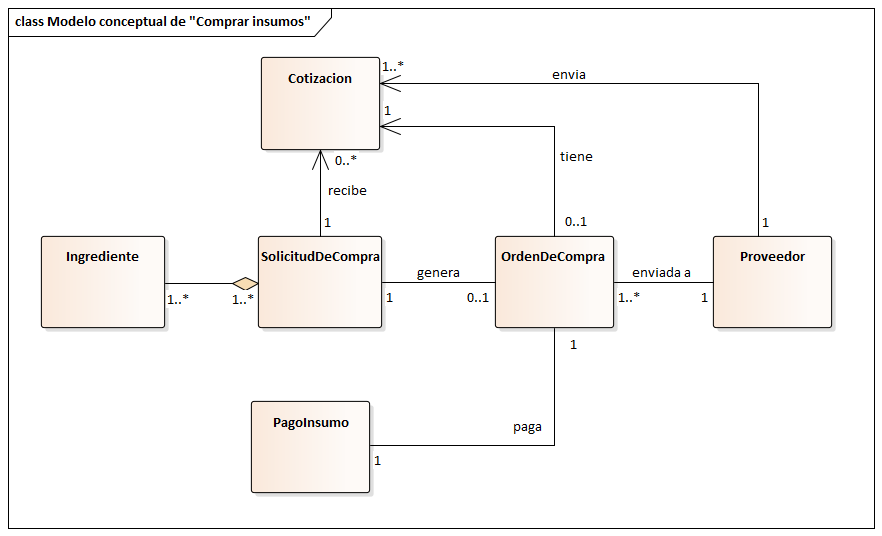 class Modelo conceptual de "Comprar insumos"
Cotizacion
1..*
envia
1
tiene
0..*
recibe
1
0..1
1
Ingrediente
SolicitudDeCompra
OrdenDeCompra
Proveedor
genera
enviada a
1..*
1..*
1
0..1
1..*
1
1
PagoInsumo
paga
1